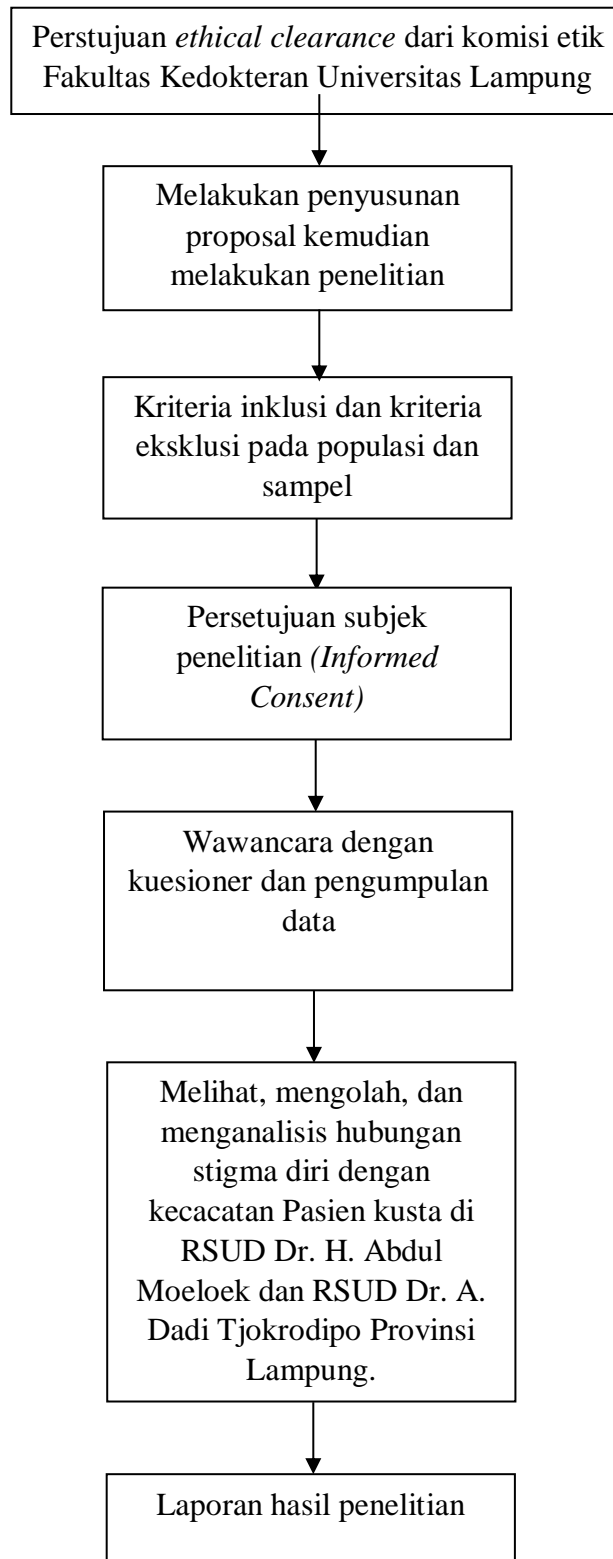 Perstujuan ethical clearance dari komisi etik
Fakultas Kedokteran Universitas Lampung
Melakukan penyusunan
proposal kemudian
melakukan penelitian
Kriteria inklusi dan kriteria
eksklusi pada populasi dan
sampel
Persetujuan subjek
penelitian (Informed
Consent)
Wawancara dengan
kuesioner dan pengumpulan
data
Melihat, mengolah, dan
menganalisis hubungan
stigma diri dengan
kecacatan Pasien kusta di
RSUD Dr. H. Abdul
Moeloek dan RSUD Dr. A.
Dadi Tjokrodipo Provinsi
Lampung.
Laporan hasil penelitian